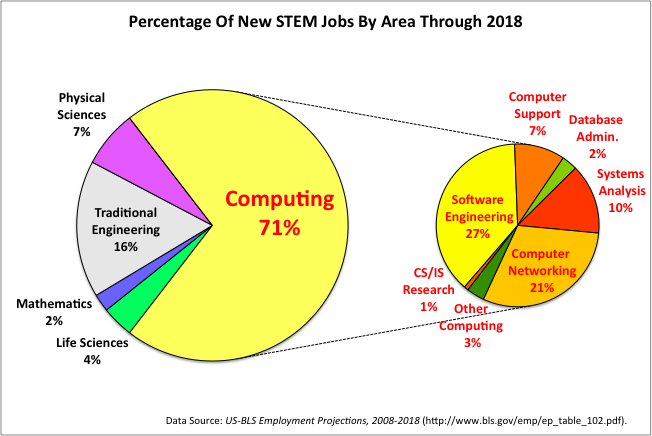 Percentage Of New STEM Jobs By Area Through 2018
Physical
Sciences
7%
Computing
71%
Traditional
Engineering
16%
Mathematics
2%
Life Sciences
4%
Computer
Support
7%
Database
Admin.
2%
Systems
Analysis
10%
Software
Engineering
27%
Computer
Networking
21%
CS/IS
Research
1%
Other
Computing
3%
Data Source: US-BLS Employment Projections, 2008-2018 (http://www.bls.gov/emp/ep_table_102.pdf).